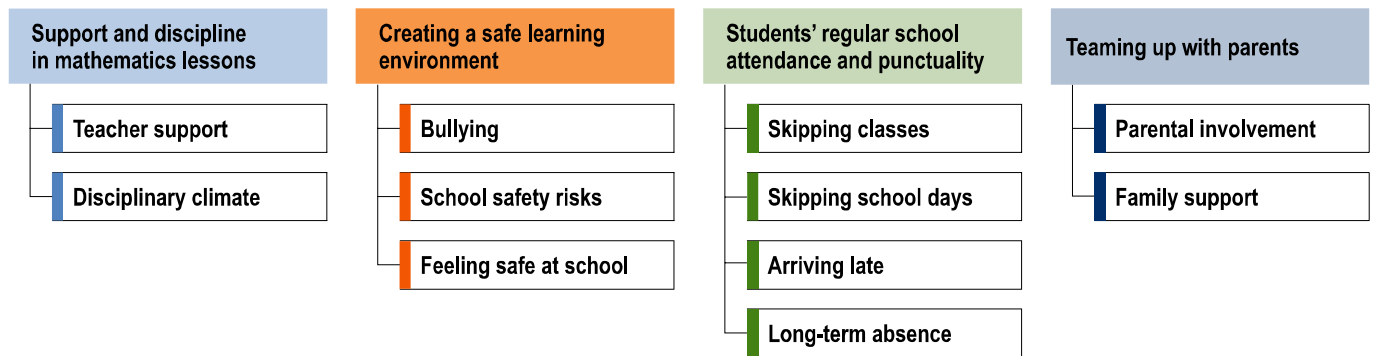 Support and discipline
in mathematics lessons
Teacher support
Disciplinary climate
Creating a safe learning
environment
Bullying
School safety risks
Feeling safe at school
Students’ regular school
attendance and punctuality
Skipping classes
Skipping school days
Arriving late
Long-term absence
Teaming up with parents
Parental involvement
Family support